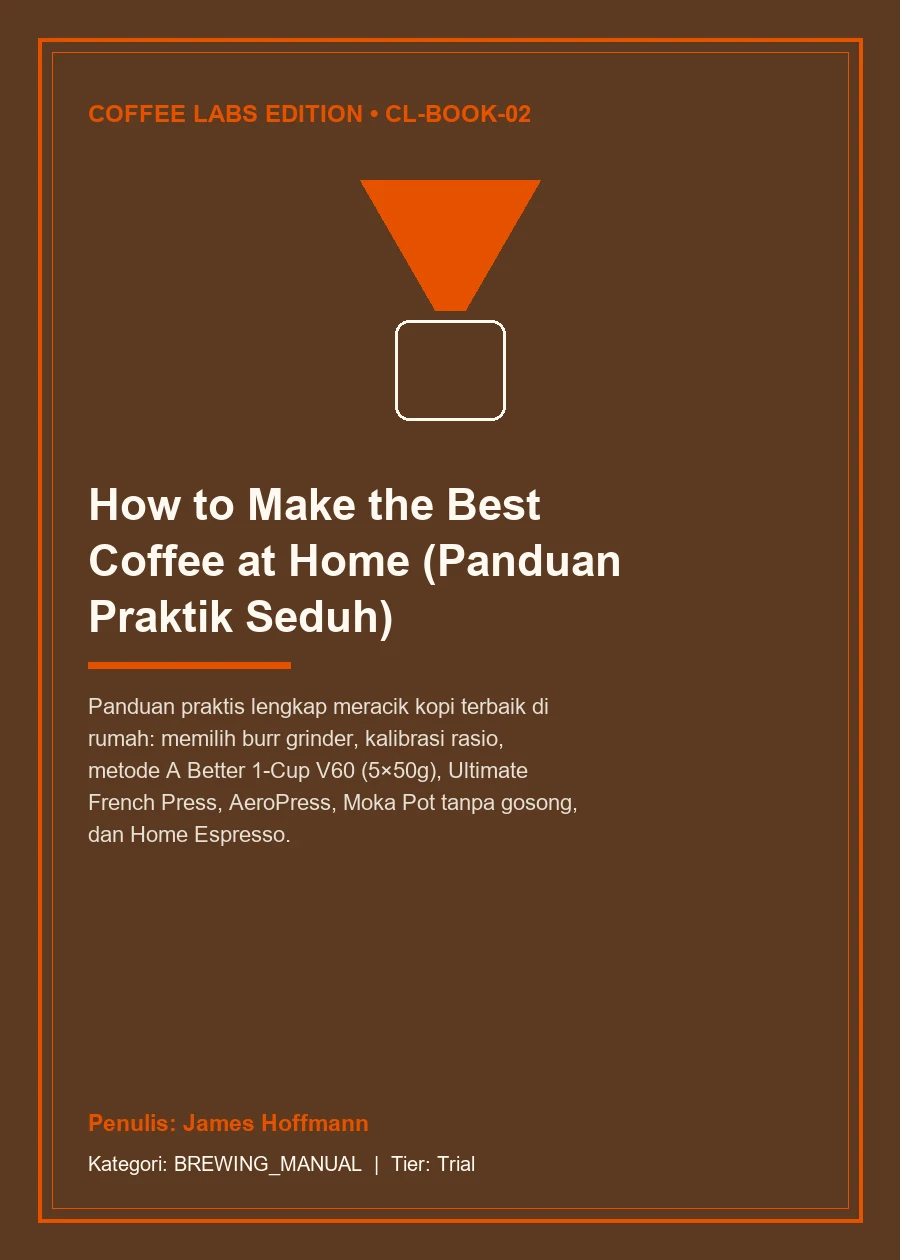 COFFEE LABS EDITION • CL-BOOK-02
How to Make the Best
Coffee at Home (Panduan
Praktik Seduh)
Panduan praktis lengkap meracik kopi terbaik di
rumah: memilih burr grinder, kalibrasi rasio,
metode A Better 1-Cup V60 (5×50g), Ultimate
French Press, AeroPress, Moka Pot tanpa gosong,
dan Home Espresso.
Penulis: James Hoffmann
Kategori: BREWING_MANUAL | Tier: Trial